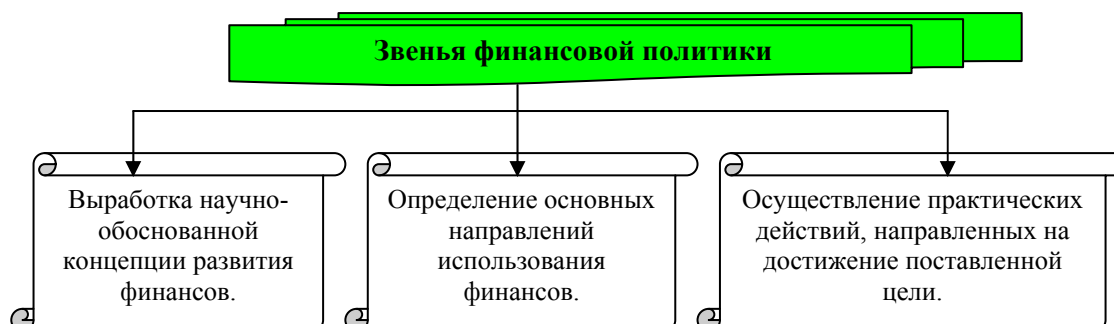 Звенья финансовой политики
Выработка научно-
обоснованной
концепции развития
финансов.
Определение основных
направлений
использования
финансов.
Осуществление практических
действий, направленных на
достижение поставленной
цели.